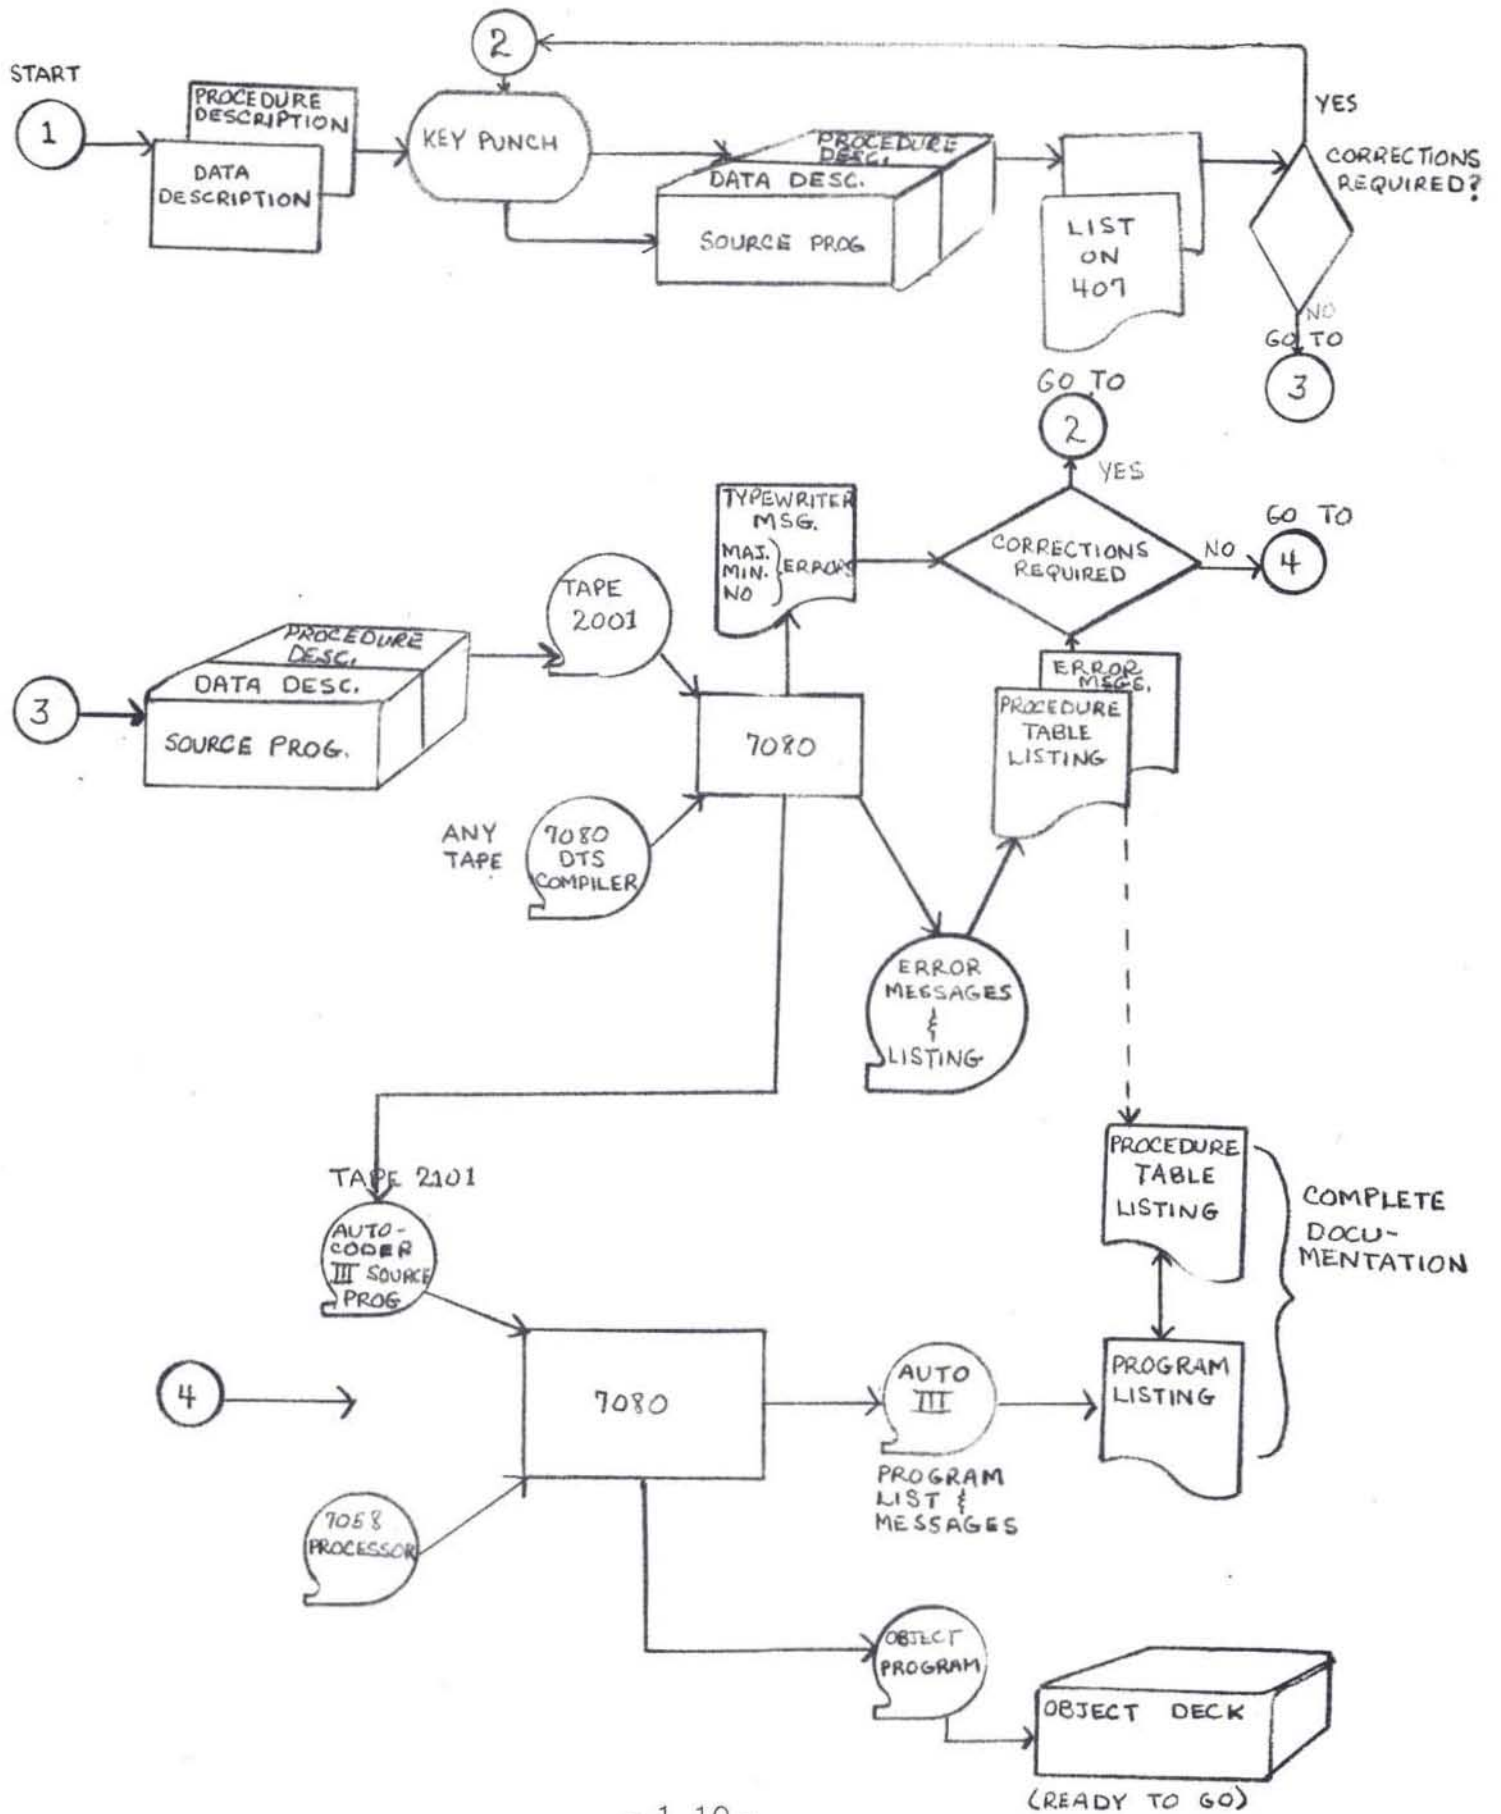 START
1
PROCEDURE
DESCRIPTION
DATA
DESCRIPTION
2
KEY PUNCH
PROCEDURE
DESC.
DATA DESC.
SOURCE PROG
LIST
ON
407
YES
CORRECTIONS
REQUIRED?
NO
GO TO
3
GO TO
2
YES
TYPEWRITER
MSG.
MAJ.
MIN.
NO
ERRORS
CORRECTIONS
REQUIRED
NO
GO TO
4
3
PROCEDURE
DESC.
DATA DESC.
SOURCE PROG.
TAPE
2001
7080
ANY
TAPE
7080
DTS
COMPILER
ERROR
MSGS.
PROCEDURE
TABLE
LISTING
ERROR
MESSAGES
&
LISTING
TAPE 2101
AUTO-
CODER
III SOURCE
PROG
4
7080
7058
PROCESSOR
AUTO
III
PROGRAM
LIST &
MESSAGES
PROCEDURE
TABLE
LISTING
PROGRAM
LISTING
COMPLETE
DOCU-
MENTATION
OBJECT
PROGRAM
OBJECT DECK
(READY TO GO)